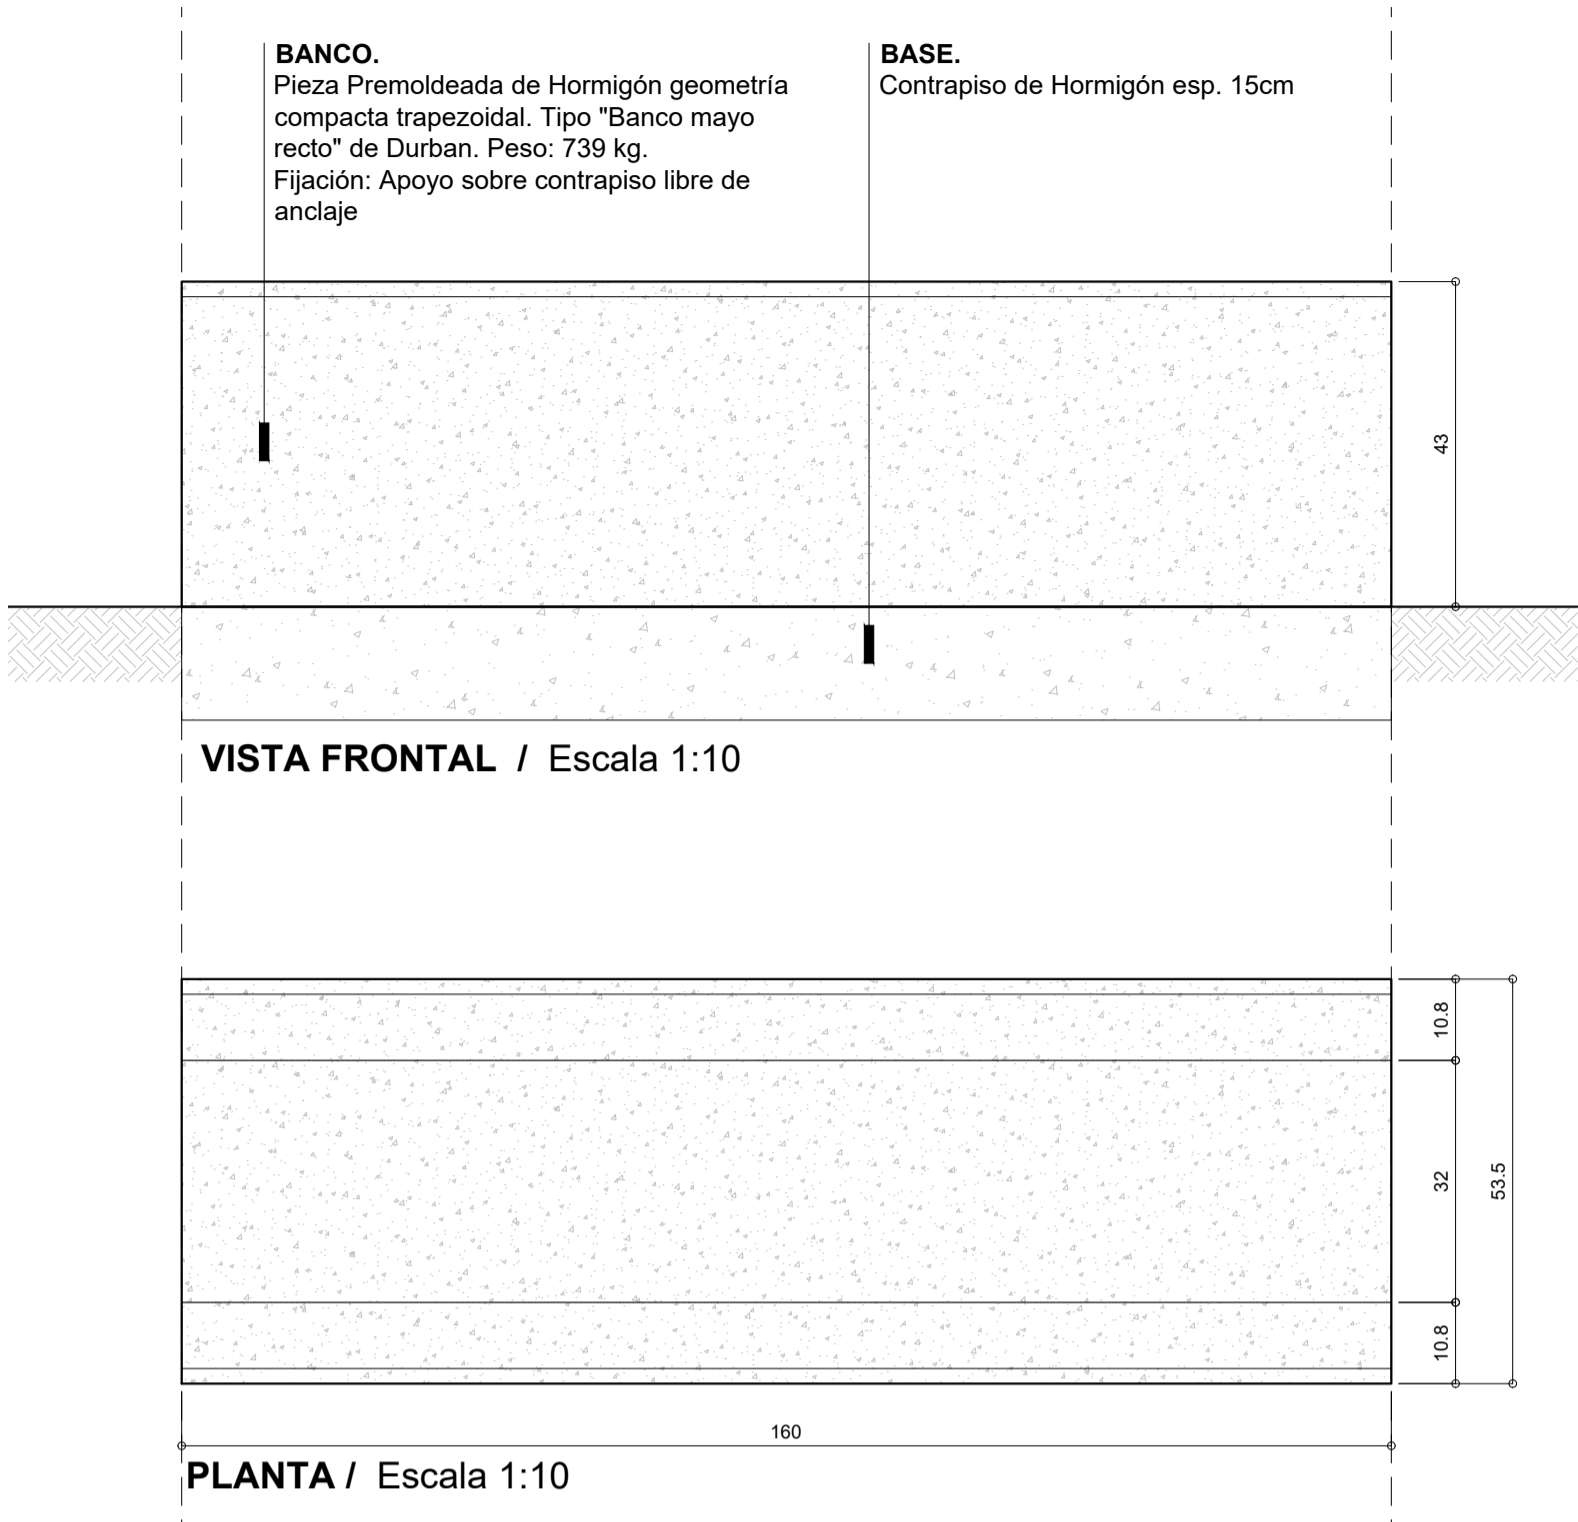 BANCO.
Pieza Premoldeada de Hormigón geometría
compacta trapezoidal. Tipo "Banco mayo
recto" de Durban. Peso: 739 kg.
Fijación: Apoyo sobre contrapiso libre de
anclaje
BASE.
Contrapiso de Hormigón esp. 15cm
43
VISTA FRONTAL / Escala 1:10
10.8
32
53.5
10.8
160
PLANTA / Escala 1:10